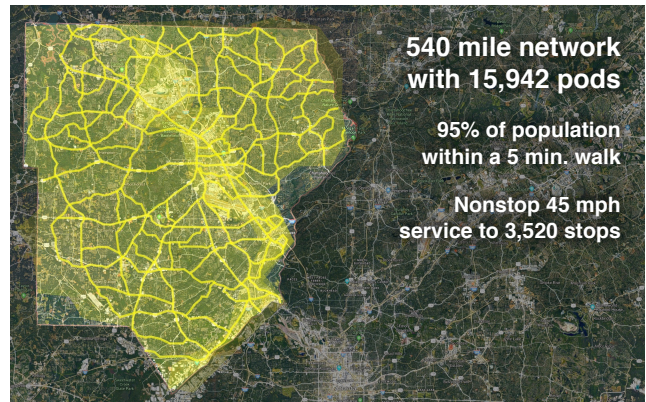 540 mile network
with 15,942 pods
95% of population
within a 5 min. walk
Nonstop 45 mph
service to 3,520 stops